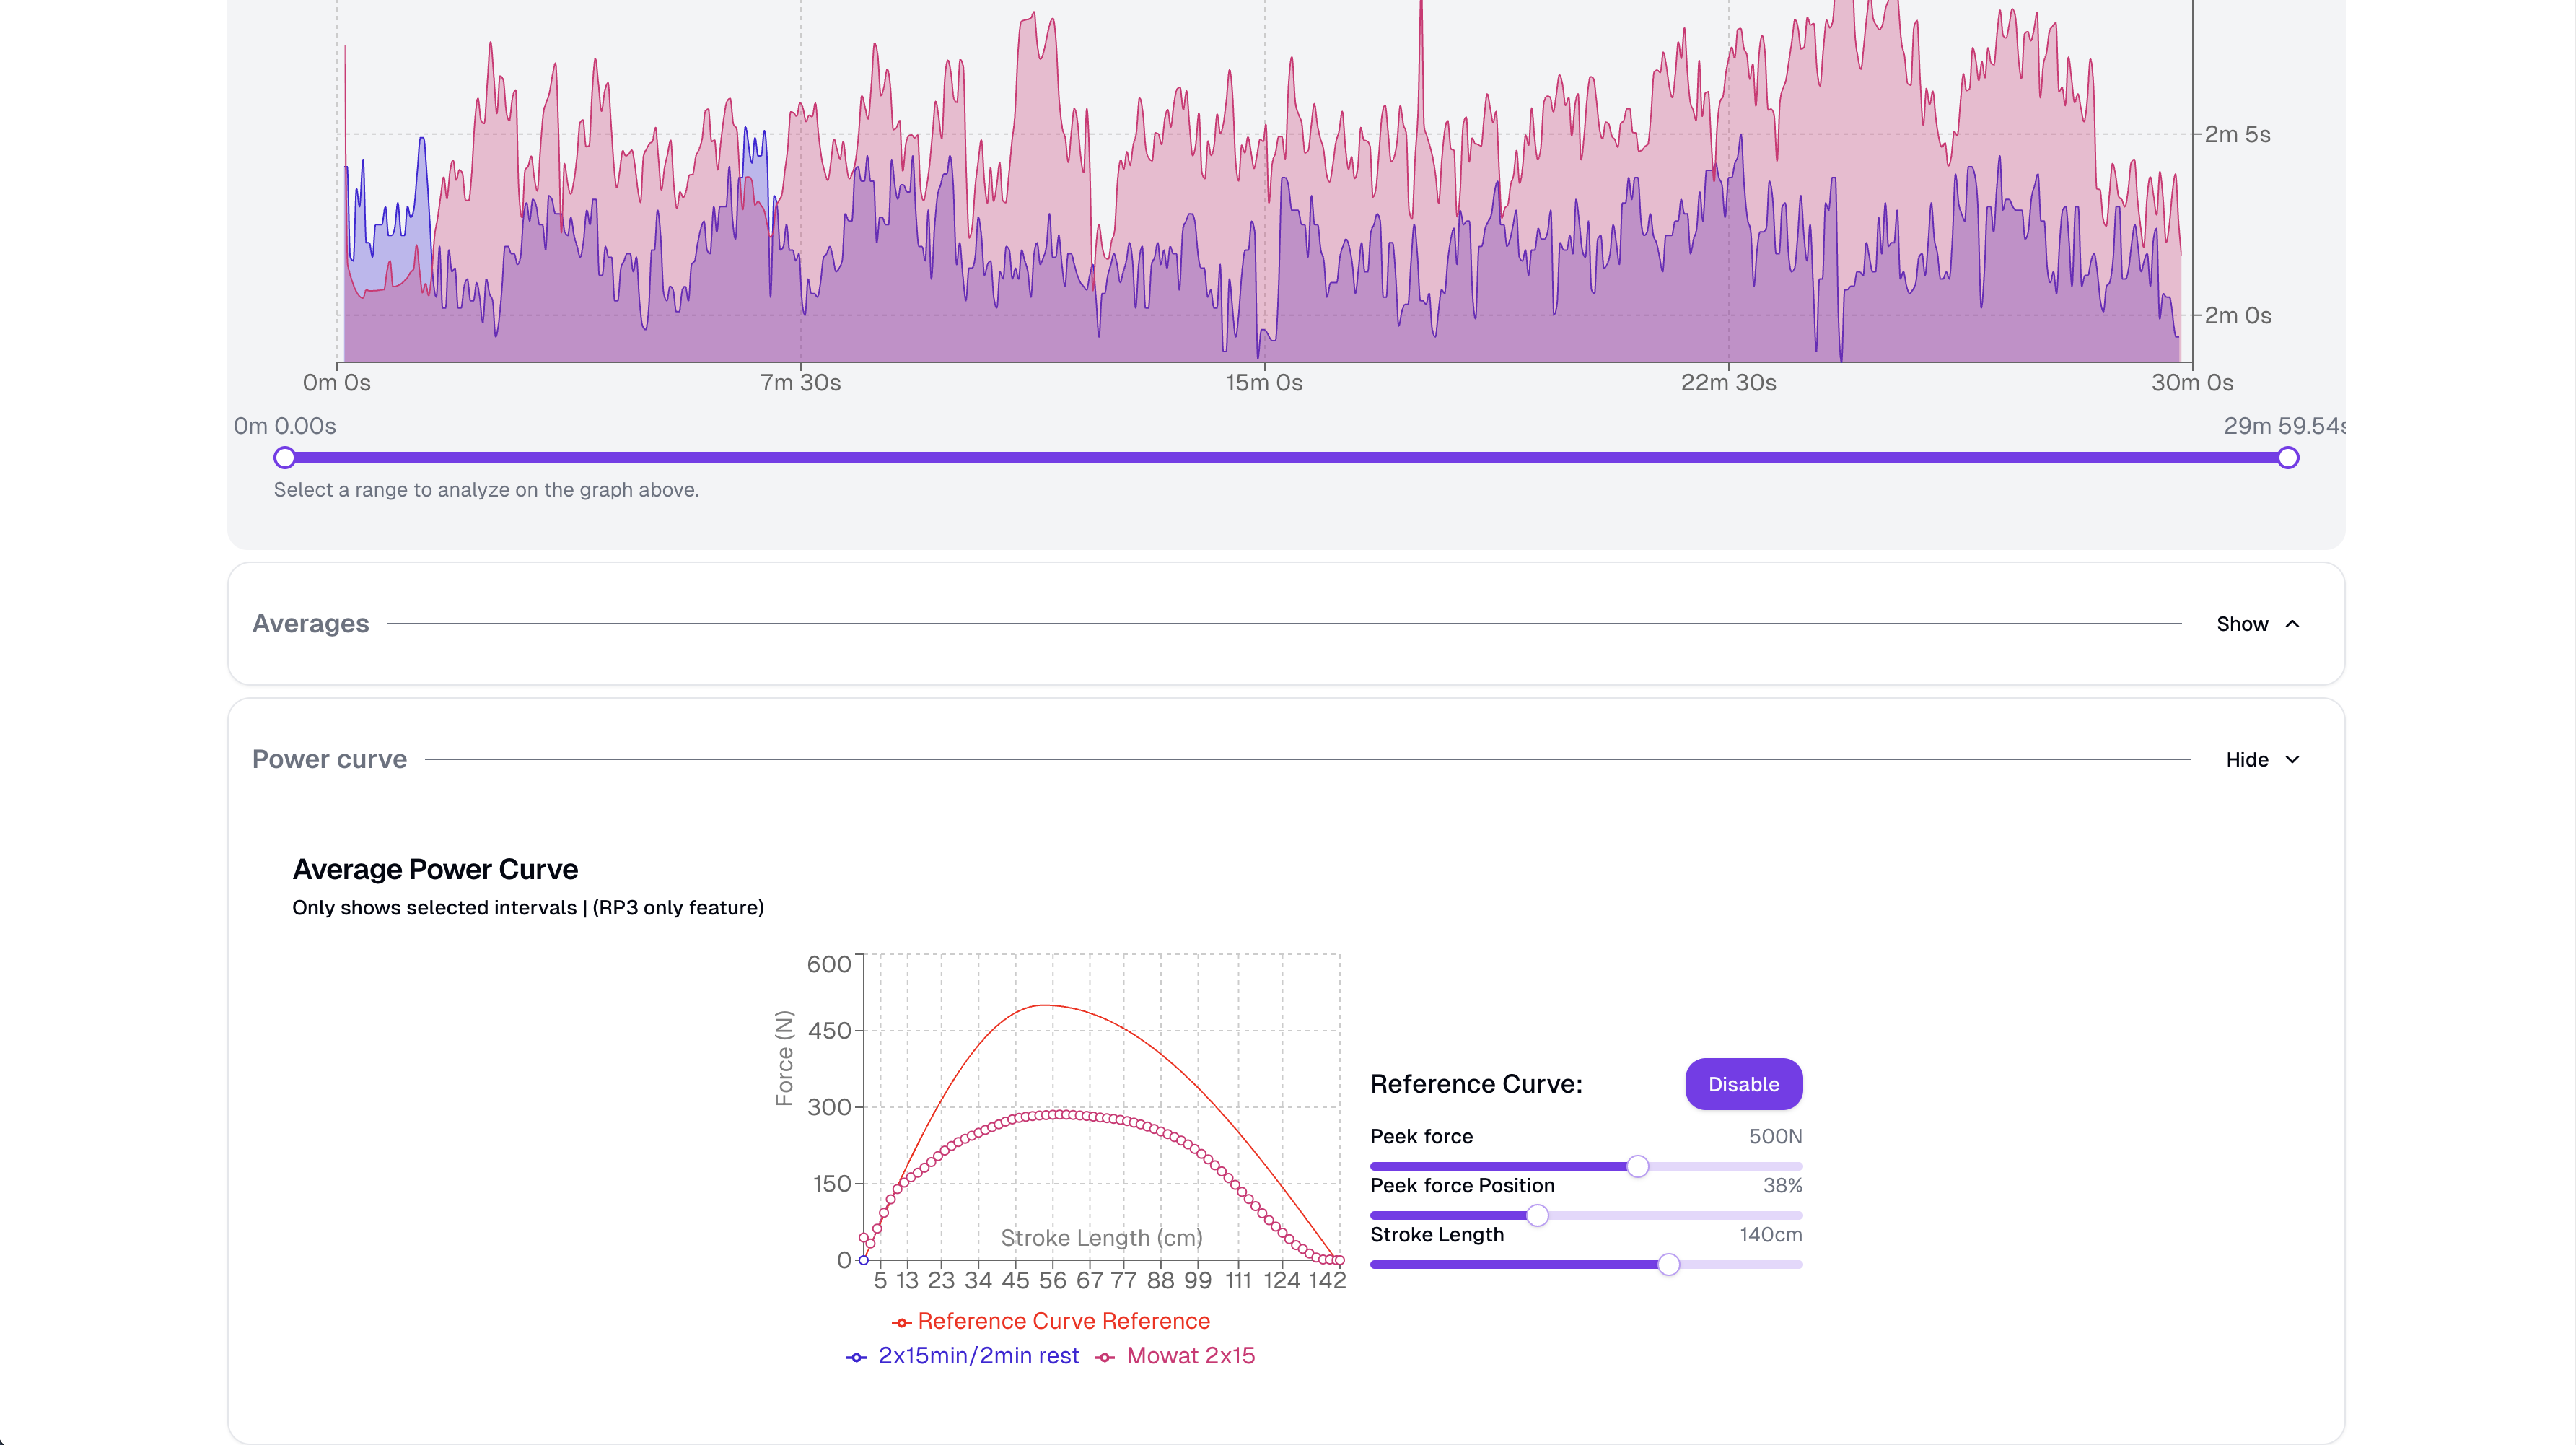 2m 5s
2m 0s
0m 0s 7m 30s 15m 0s 22m 30s 30m 0s
0m 0.00s 29m 59.54s
Select a range to analyze on the graph above.
Averages Show
Power curve Hide
Average Power Curve
Only shows selected intervals | (RP3 only feature)
600
450
300
150
0
Force (N)
Stroke Length (cm)
5 13 23 34 45 56 67 77 88 99 111 124 142
Reference Curve Reference
2x15min/2min rest Mowat 2x15
Reference Curve: Disable
Peek force 500N
Peek force Position 38%
Stroke Length 140cm